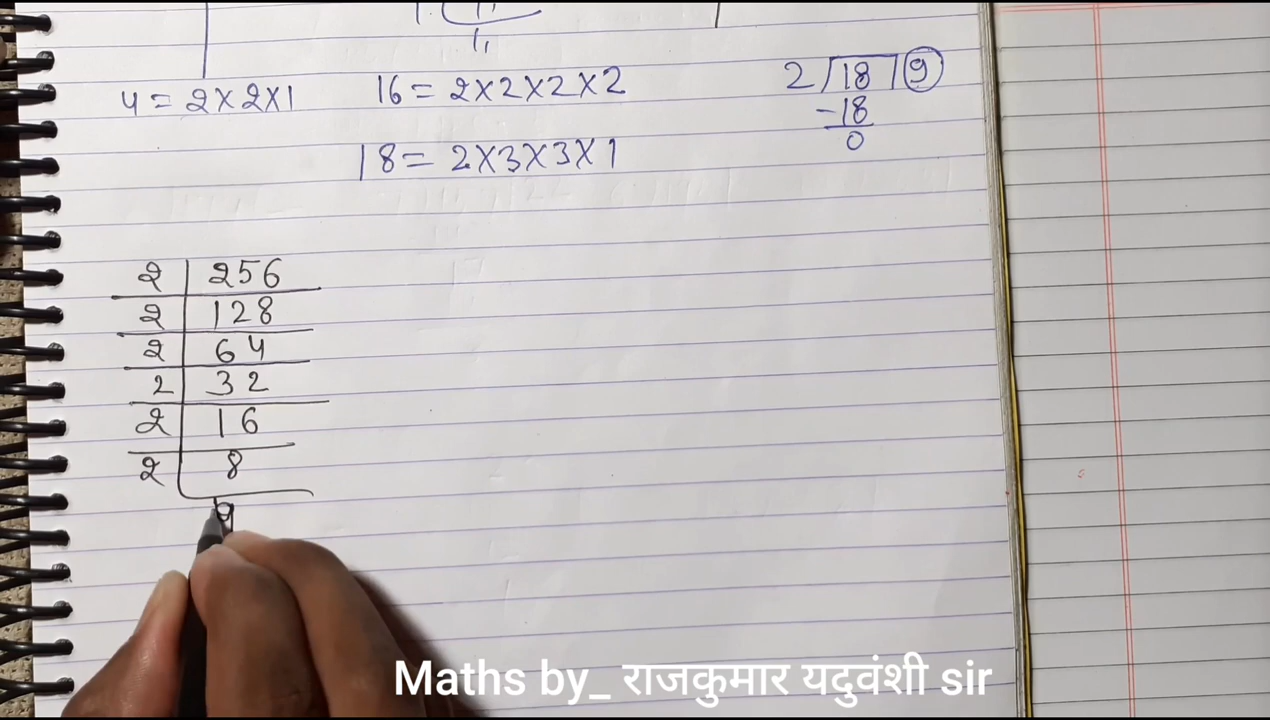 4 = 2×2×1
16 = 2×2×2×2
2 18 9
-18
0
18 = 2×3×3×1
2 256
2 128
2 64
2 32
2 16
2 8
Maths by_ राजकुमार यदुवंशी sir